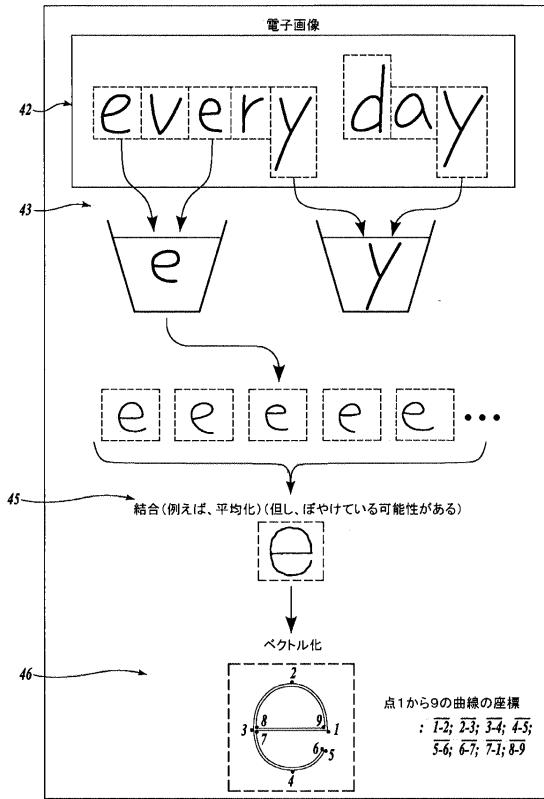 電子画像
42
every day
43
e y
e e e e e •••
45
結合(例えば、平均化)(但し、ぼやけている可能性がある)
e
ベクトル化
46
2
8 9
3 1
7
6 5
4
点1から9の曲線の座標
: 1-2; 2-3; 3-4; 4-5;
5-6; 6-7; 7-1; 8-9